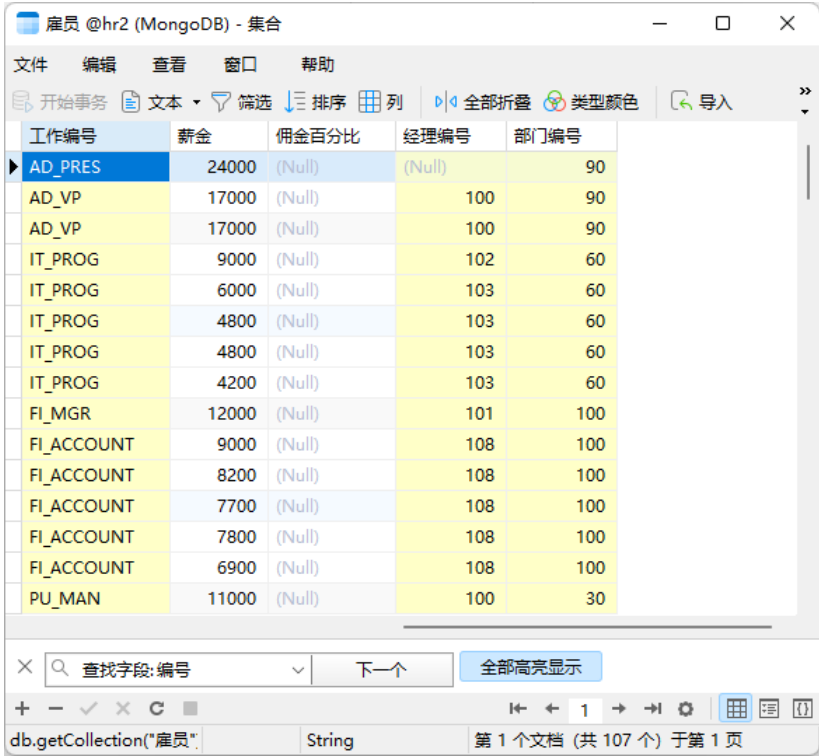 雇员 @hr2 (MongoDB) - 集合
文件 编辑 查看 窗口 帮助
开始事务 文本 筛选 排序 列 全部折叠 类型颜色 导入 »
工作编号 薪金 佣金百分比 经理编号 部门编号
AD_PRES 24000 (Null) (Null) 90
AD_VP 17000 (Null) 100 90
AD_VP 17000 (Null) 100 90
IT_PROG 9000 (Null) 102 60
IT_PROG 6000 (Null) 103 60
IT_PROG 4800 (Null) 103 60
IT_PROG 4800 (Null) 103 60
IT_PROG 4200 (Null) 103 60
FI_MGR 12000 (Null) 101 100
FI_ACCOUNT 9000 (Null) 108 100
FI_ACCOUNT 8200 (Null) 108 100
FI_ACCOUNT 7700 (Null) 108 100
FI_ACCOUNT 7800 (Null) 108 100
FI_ACCOUNT 6900 (Null) 108 100
PU_MAN 11000 (Null) 100 30
查找字段: 编号 下一个 全部高亮显示
1
db.getCollection("雇员" String 第 1 个文档 (共 107 个) 于第 1 页